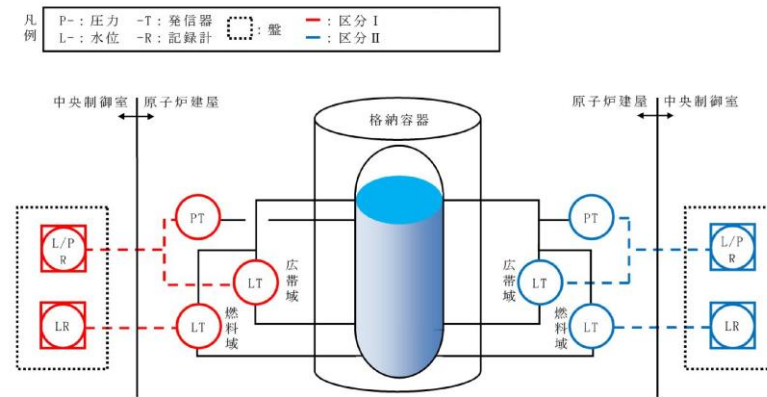 凡例
P-：圧力 -T：発信器 ：盤 ：区分Ⅰ
L-：水位 -R：記録計 ：区分Ⅱ
中央制御室 原子炉建屋
格納容器
原子炉建屋 中央制御室
PT
PT
L/P
R
L/P
R
LT
広帯域
広帯域
LT
LR
LT
燃料域
燃料域
LT
LR